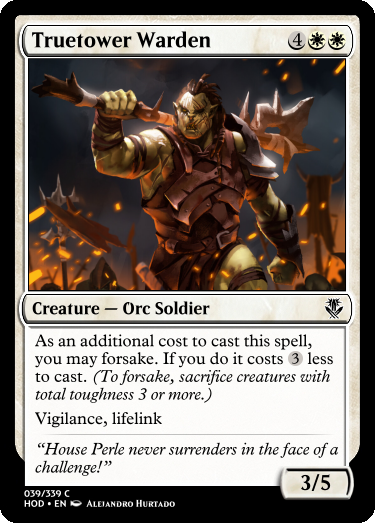 Truetower Warden 4
Creature — Orc Soldier
As an additional cost to cast this spell,
you may forsake. If you do it costs 3 less
to cast. (To forsake, sacrifice creatures with
total toughness 3 or more.)
Vigilance, lifelink
“House Perle never surrenders in the face of a
challenge!”
3/5
039/339 C
HOD • EN Alejandro Hurtado